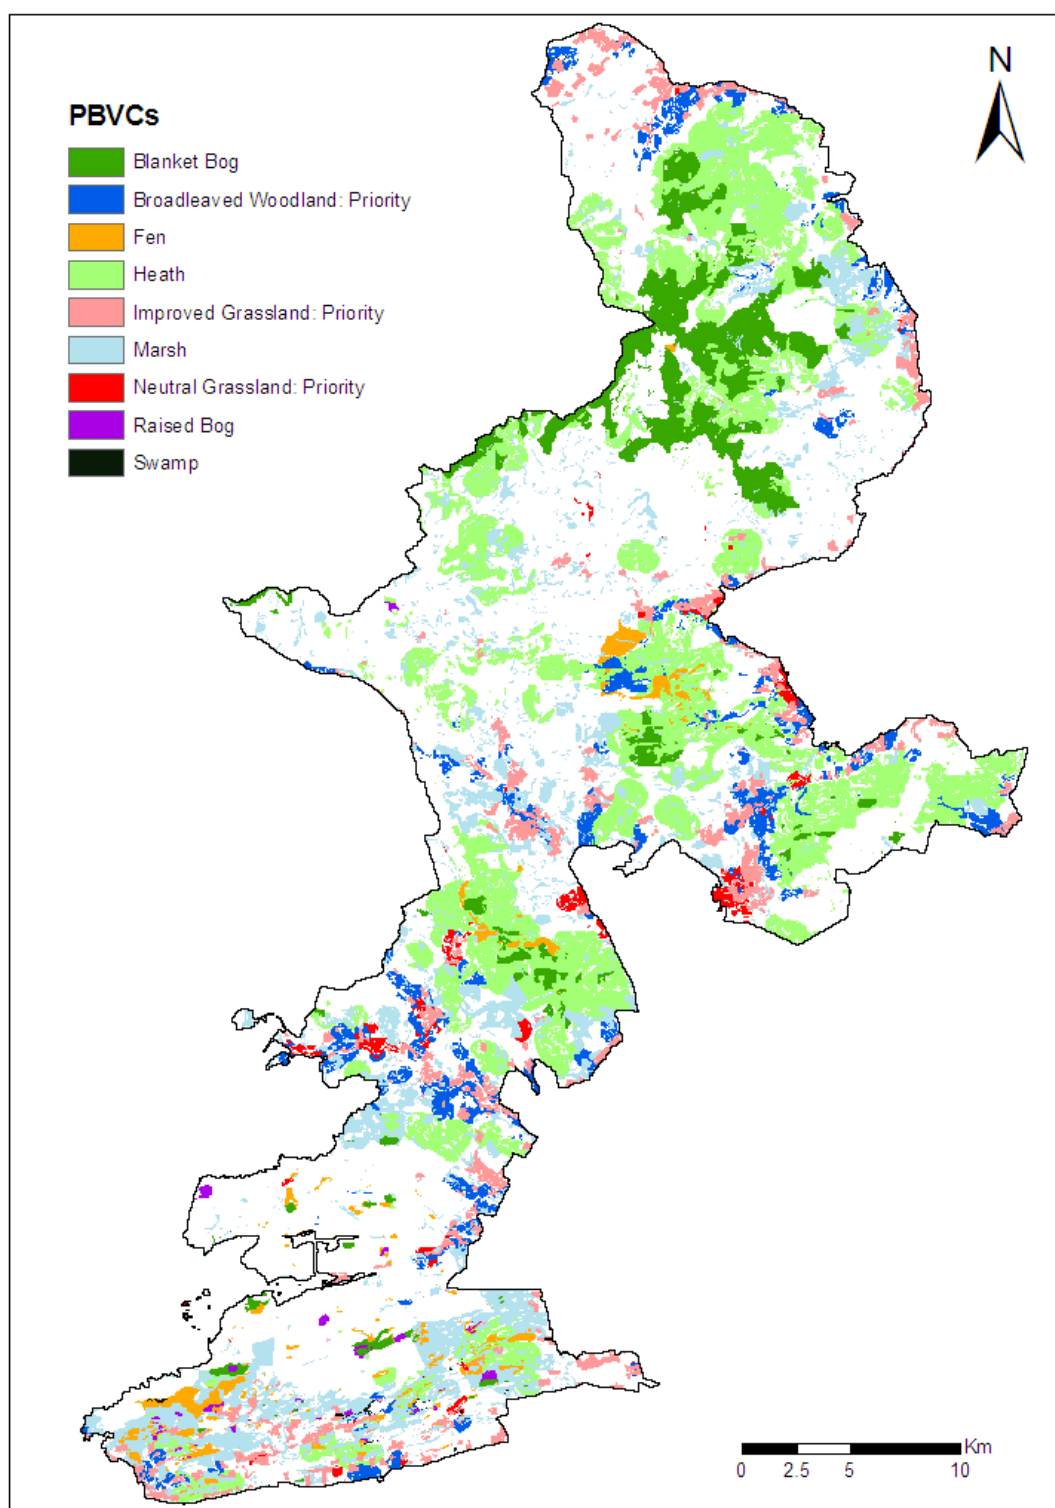 N
PBVCs
Blanket Bog
Broadleaved Woodland: Priority
Fen
Heath
Improved Grassland: Priority
Marsh
Neutral Grassland: Priority
Raised Bog
Swamp
Km
0 2.5 5 10